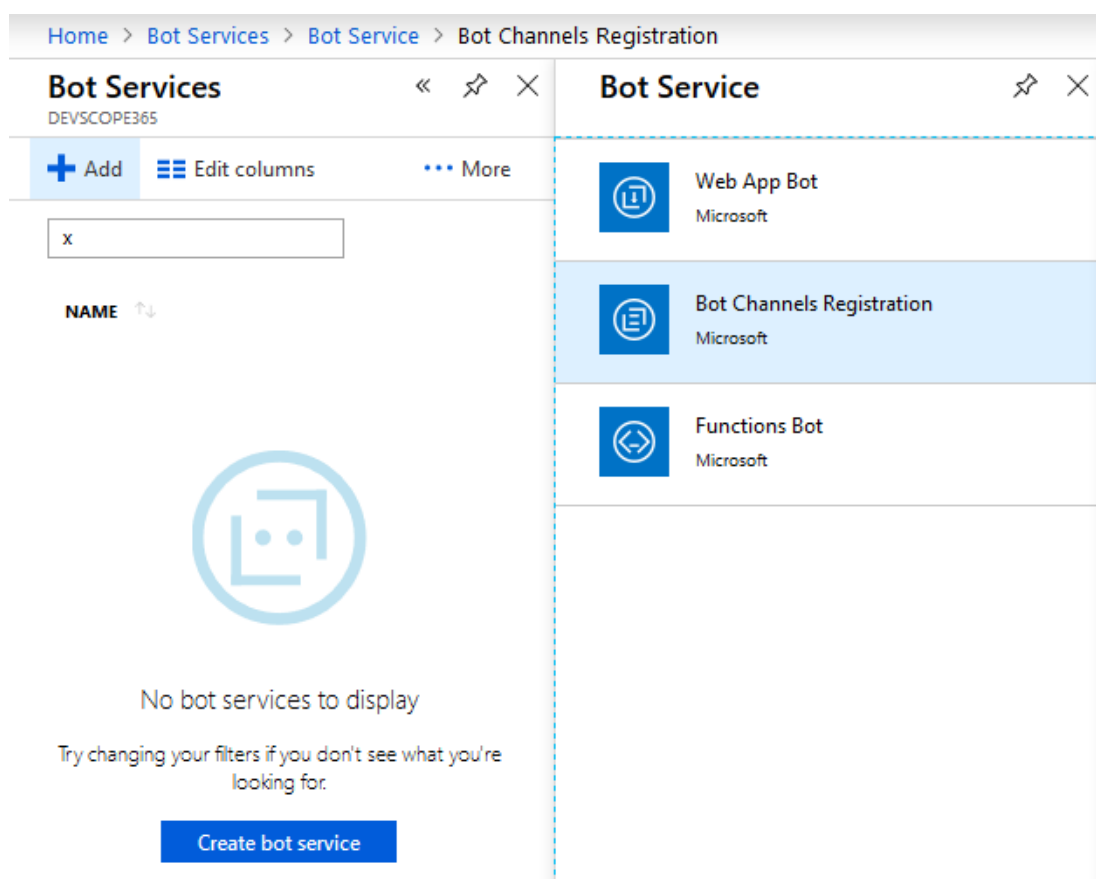 Home > Bot Services > Bot Service > Bot Channels Registration
Bot Services
DEVSCOPE365
Add Edit columns ••• More
x
NAME
No bot services to display
Try changing your filters if you don't see what you're
looking for.
Create bot service
Bot Service
Web App Bot
Microsoft
Bot Channels Registration
Microsoft
Functions Bot
Microsoft